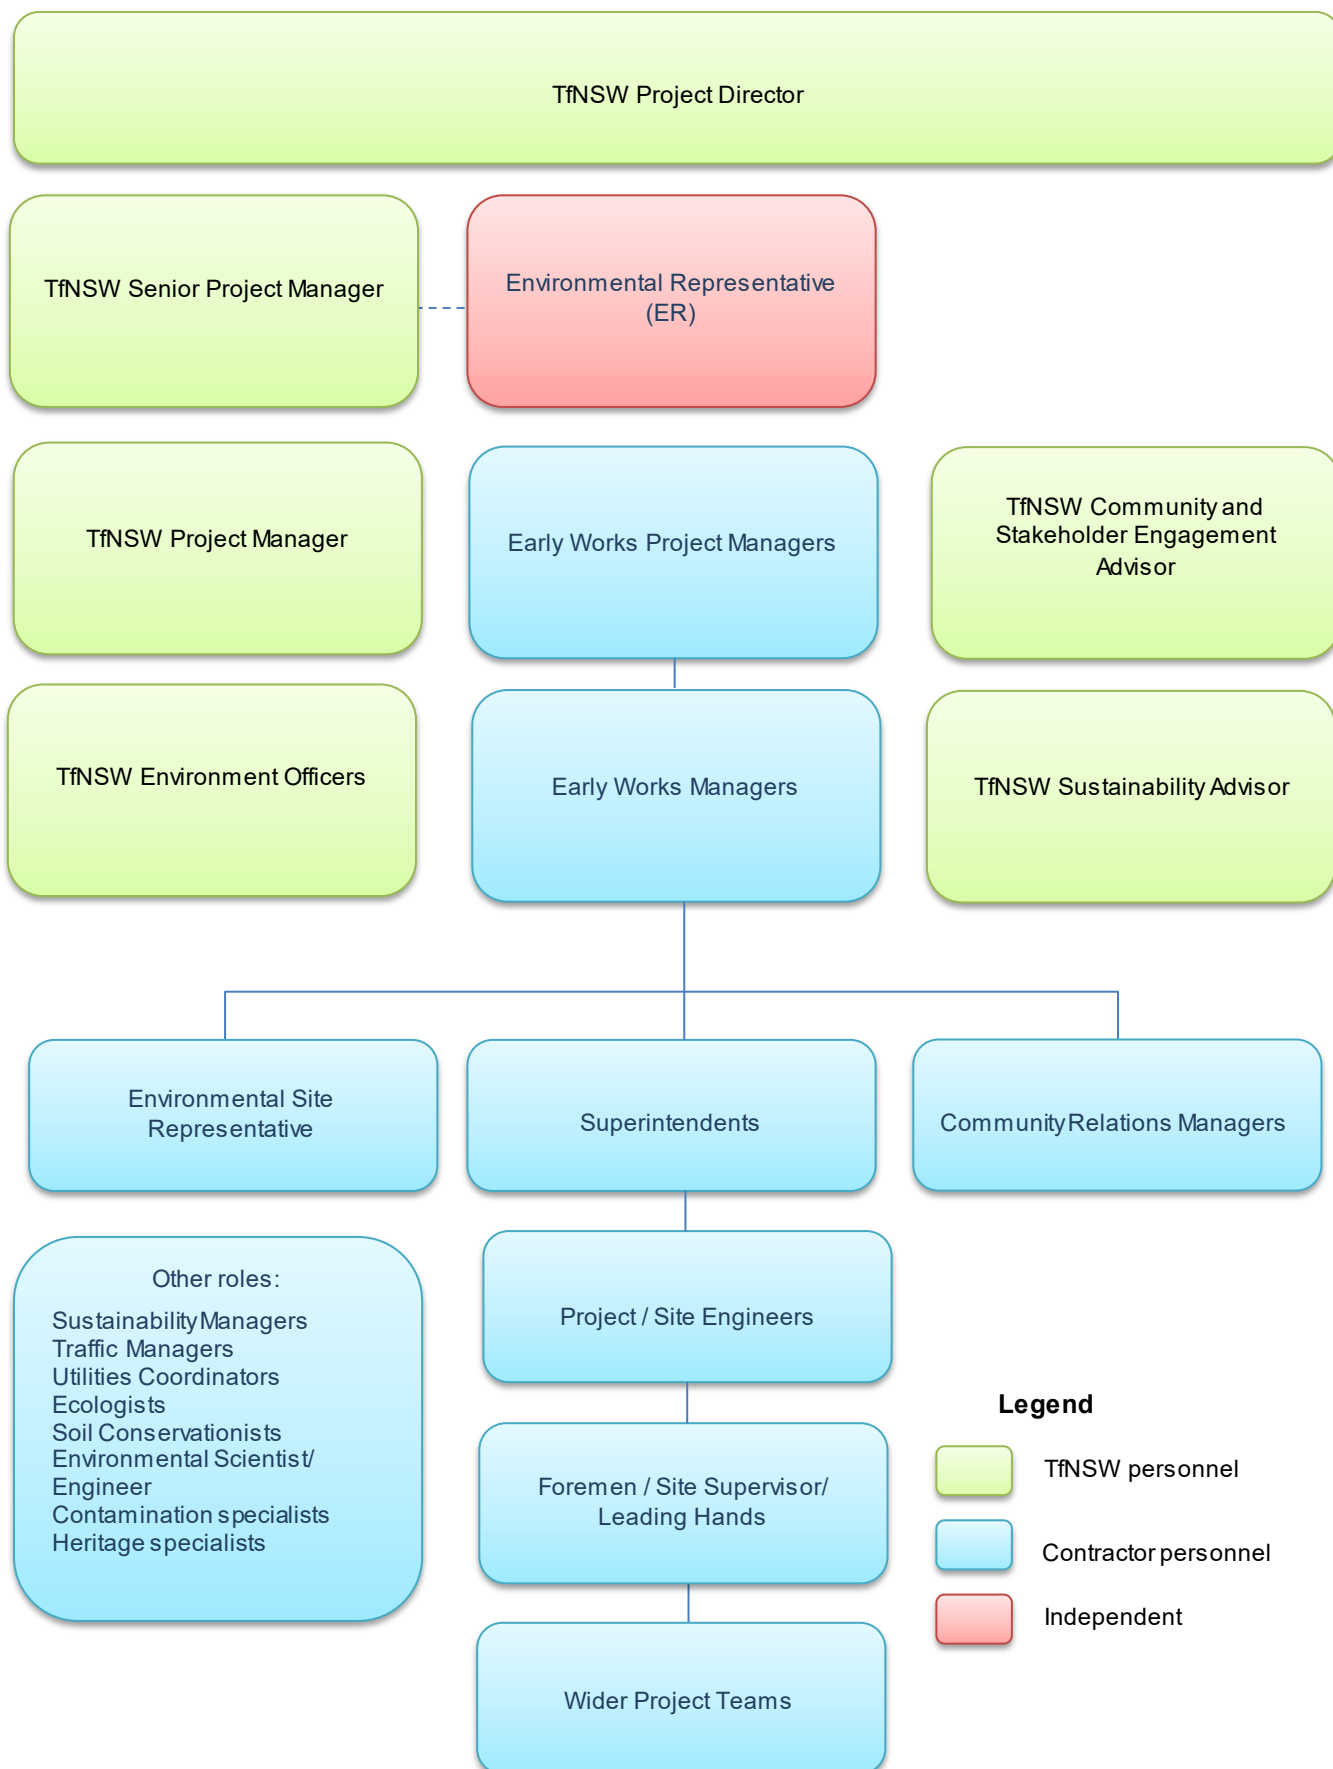 TfNSW Project Director
TfNSW Senior Project Manager
Environmental Representative
(ER)
TfNSW Project Manager
Early Works Project Managers
TfNSW Community and
Stakeholder Engagement
Advisor
TfNSW Environment Officers
Early Works Managers
TfNSW Sustainability Advisor
Environmental Site
Representative
Superintendents
Community Relations Managers
Other roles:
Sustainability Managers
Traffic Managers
Utilities Coordinators
Ecologists
Soil Conservationists
Environmental Scientist/
Engineer
Contamination specialists
Heritage specialists
Project / Site Engineers
Foremen / Site Supervisor/
Leading Hands
Wider Project Teams
Legend
TfNSW personnel
Contractor personnel
Independent